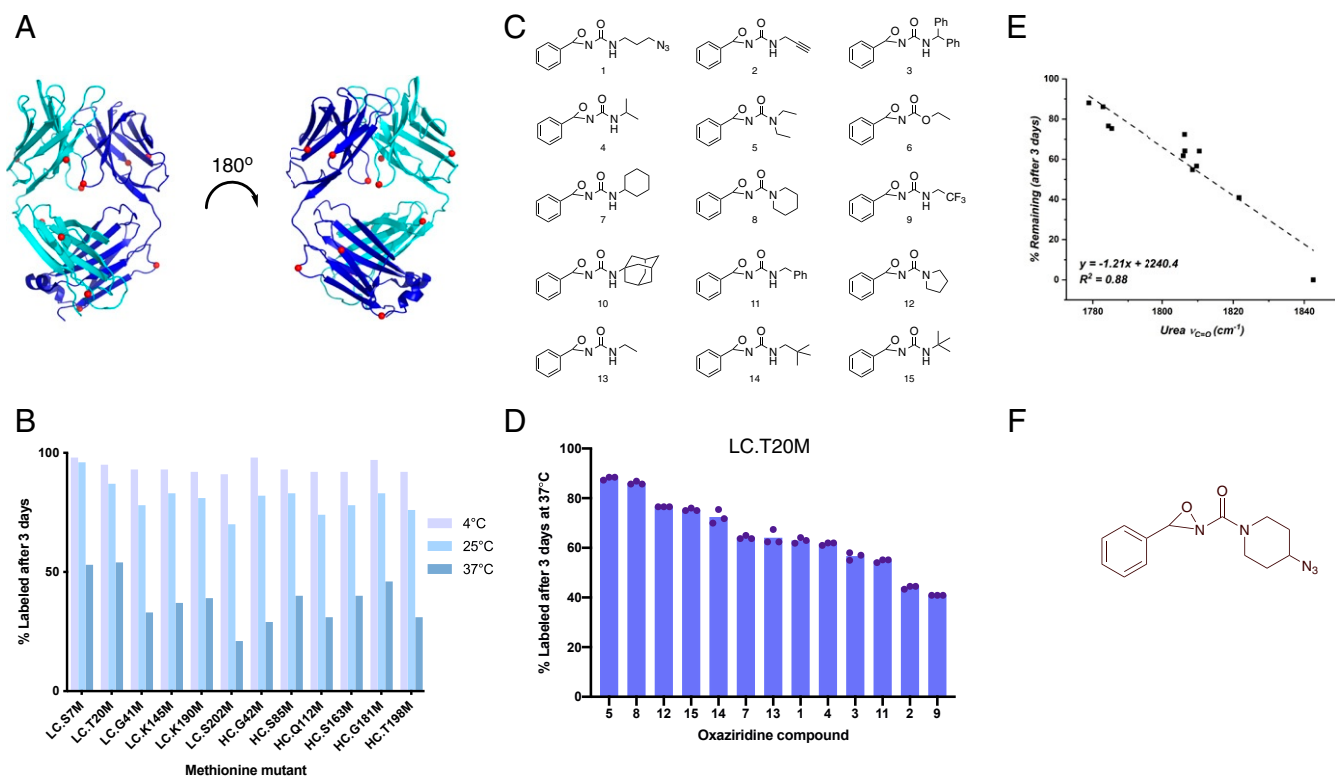 A
180°
B
% Labeled after 3 days
100
50
0
4°C
25°C
37°C
LC.S7M
LC.T20M
LC.G41M
LC.K145M
LC.K190M
LC.S202M
HC.G42M
HC.S85M
HC.Q112M
HC.S163M
HC.G181M
HC.T198M
Methionine mutant
C
O O N N H N3
1
O O N N H
2
O O N N H Ph Ph
3
O O N N H
4
O O N N
5
O O N O
6
O O N N H
7
O O N N
8
O O N N H CF3
9
O O N N H
10
O O N N H Ph
11
O O N N
12
O O N N H
13
O O N N H
14
O O N N H
15
D
LC.T20M
% Labeled after 3 days at 37°C
100
80
60
40
20
0
5 8 12 15 14 7 13 1 4 3 11 2 9
Oxaziridine compound
E
% Remaining (after 3 days)
100
80
60
40
20
0
y = -1.21x + 2240.4
R² = 0.88
1780 1800 1820 1840
Urea νC=O (cm⁻¹)
F
O O N N N3